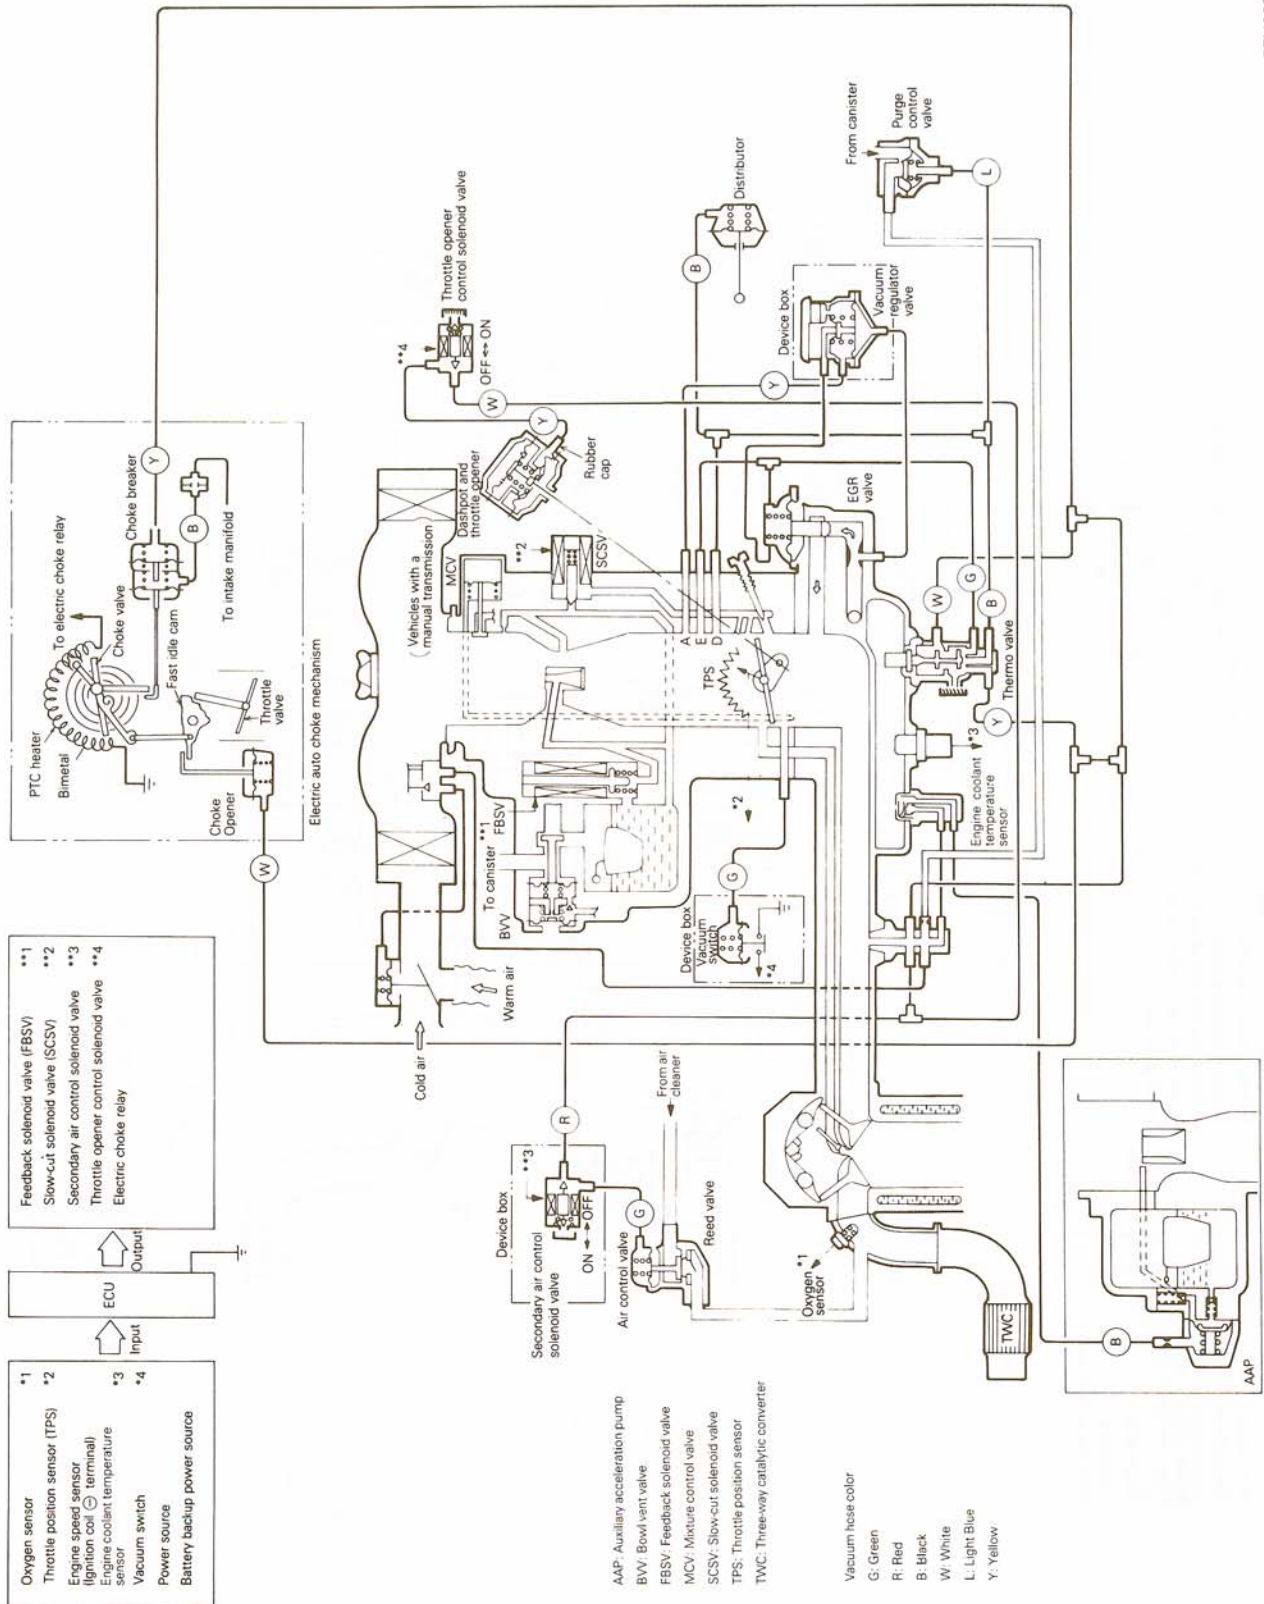 Oxygen sensor *1
Throttle position sensor (TPS) *2
Engine speed sensor
(Ignition coil ⊖ terminal)
Engine coolant temperature
sensor *3
Vacuum switch *4
Power source
Battery backup power source
Input
ECU
Output
Feedback solenoid valve (FBSV) **1
Slow-cut solenoid valve (SCSV) **2
Secondary air control solenoid valve **3
Throttle opener control solenoid valve **4
Electric choke relay
PTC heater
Bimetal
To electric choke relay
Choke valve
Fast idle cam
Throttle
valve
Choke
Opener
Choke breaker
To intake manifold
Electric auto choke mechanism
Y
B
W
Cold air
Warm air
(Vehicles with a
manual transmission
MCV
Dashpot and
throttle opener
Rubber
cap
**4
Throttle opener
control solenoid valve
OFF ↔ ON
W
Y
**2
SCSV
To canister
**1
BVV
FBSV
A
E
D
TPS
*2
G
Device box
Vacuum
switch
*4
B
Distributor
Device box
Vacuum
regulator
valve
Y
From canister
Purge
control
valve
L
EGR
valve
W
G
B
Thermo valve
Y
*3
Engine coolant
temperature
sensor
Device box
**3
Secondary air control
solenoid valve
ON ↔ OFF
R
G
Air control valve
From air
cleaner
Reed valve
Oxygen
sensor
*1
TWC
B
AAP
AAP: Auxiliary acceleration pump
BVV: Bowl vent valve
FBSV: Feedback solenoid valve
MCV: Mixture control valve
SCSV: Slow-cut solenoid valve
TPS: Throttle position sensor
TWC: Three-way catalytic converter
Vacuum hose color
G: Green
R: Red
B: Black
W: White
L: Light Blue
Y: Yellow